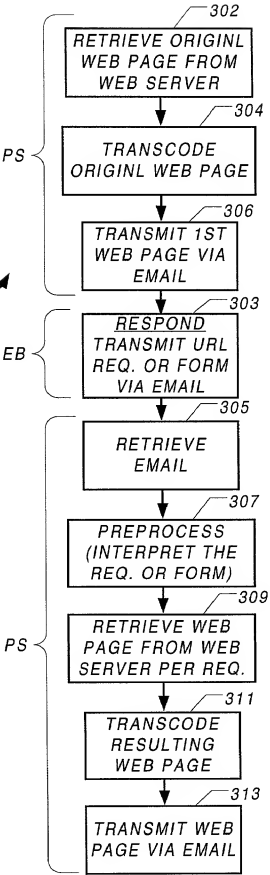 302
RETRIEVE ORIGINL
WEB PAGE FROM
WEB SERVER
304
TRANSCODE
ORIGINL WEB PAGE
PS
306
TRANSMIT 1ST
WEB PAGE VIA
EMAIL
303
RESPOND
TRANSMIT URL
REQ. OR FORM
VIA EMAIL
EB
305
RETRIEVE
EMAIL
307
PREPROCESS
(INTERPRET THE
REQ. OR FORM)
309
RETRIEVE WEB
PAGE FROM WEB
SERVER PER REQ.
PS
311
TRANSCODE
RESULTING
WEB PAGE
313
TRANSMIT WEB
PAGE VIA EMAIL